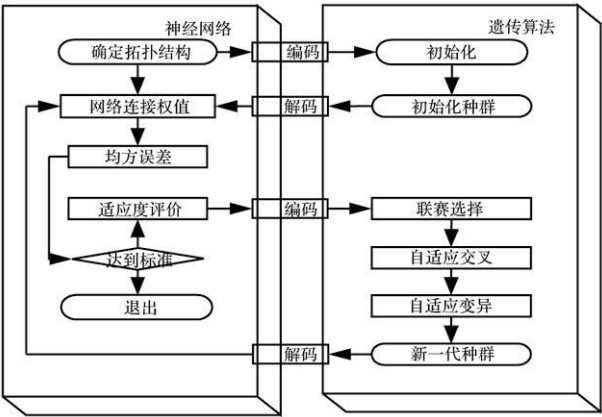 神经网络
遗传算法
确定拓扑结构
编码
初始化
网络连接权值
解码
初始化种群
均方误差
适应度评价
编码
联赛选择
达到标准
自适应交叉
退出
自适应变异
解码
新一代种群